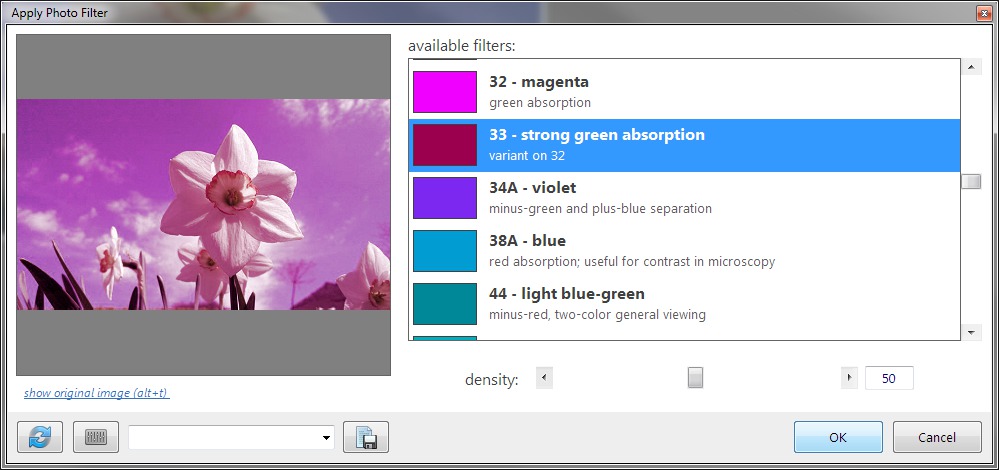 Apply Photo Filter
available filters:
32 - magenta
green absorption
33 - strong green absorption
variant on 32
34A - violet
minus-green and plus-blue separation
38A - blue
red absorption; useful for contrast in microscopy
44 - light blue-green
minus-red, two-color general viewing
density:
50
show original image (alt+t)
OK
Cancel